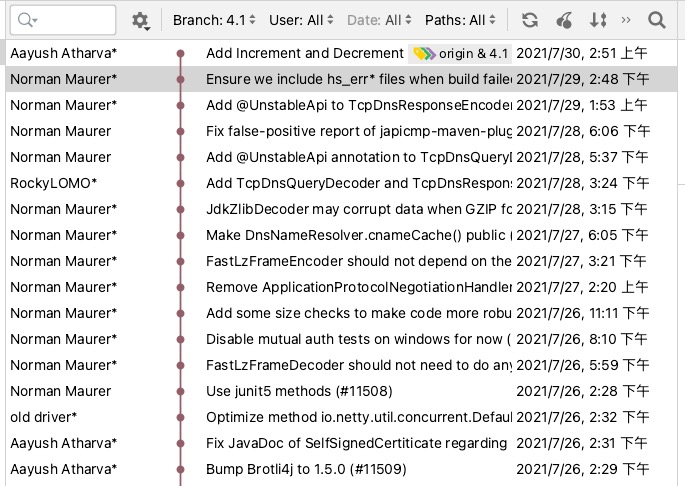 Branch: 4.1 User: All Date: All Paths: All
Aayush Atharva* Add Increment and Decrement origin & 4.1 2021/7/30, 2:51 上午
Norman Maurer* Ensure we include hs_err* files when build failed 2021/7/29, 2:48 下午
Norman Maurer* Add @UnstableApi to TcpDnsResponseEncoder 2021/7/29, 1:53 上午
Norman Maurer Fix false-positive report of japicmp-maven-plug 2021/7/28, 6:06 下午
Norman Maurer Add @UnstableApi annotation to TcpDnsQueryD 2021/7/28, 5:37 下午
RockyLOMO* Add TcpDnsQueryDecoder and TcpDnsRespons 2021/7/28, 3:24 下午
Norman Maurer* JdkZlibDecoder may corrupt data when GZIP fo 2021/7/28, 3:15 下午
Norman Maurer* Make DnsNameResolver.cnameCache() public ( 2021/7/27, 6:05 下午
Norman Maurer* FastLzFrameEncoder should not depend on the 2021/7/27, 3:21 下午
Norman Maurer* Remove ApplicationProtocolNegotiationHandler 2021/7/27, 2:20 上午
Norman Maurer* Add some size checks to make code more robu 2021/7/26, 11:11 下午
Norman Maurer* Disable mutual auth tests on windows for now ( 2021/7/26, 8:10 下午
Norman Maurer* FastLzFrameDecoder should not need to do any 2021/7/26, 5:59 下午
Norman Maurer Use junit5 methods (#11508) 2021/7/26, 2:28 下午
old driver* Optimize method io.netty.util.concurrent.Defaul 2021/7/26, 2:32 下午
Aayush Atharva* Fix JavaDoc of SelfSignedCertiticate regarding 2021/7/26, 2:31 下午
Aayush Atharva* Bump Brotli4j to 1.5.0 (#11509) 2021/7/26, 2:29 下午